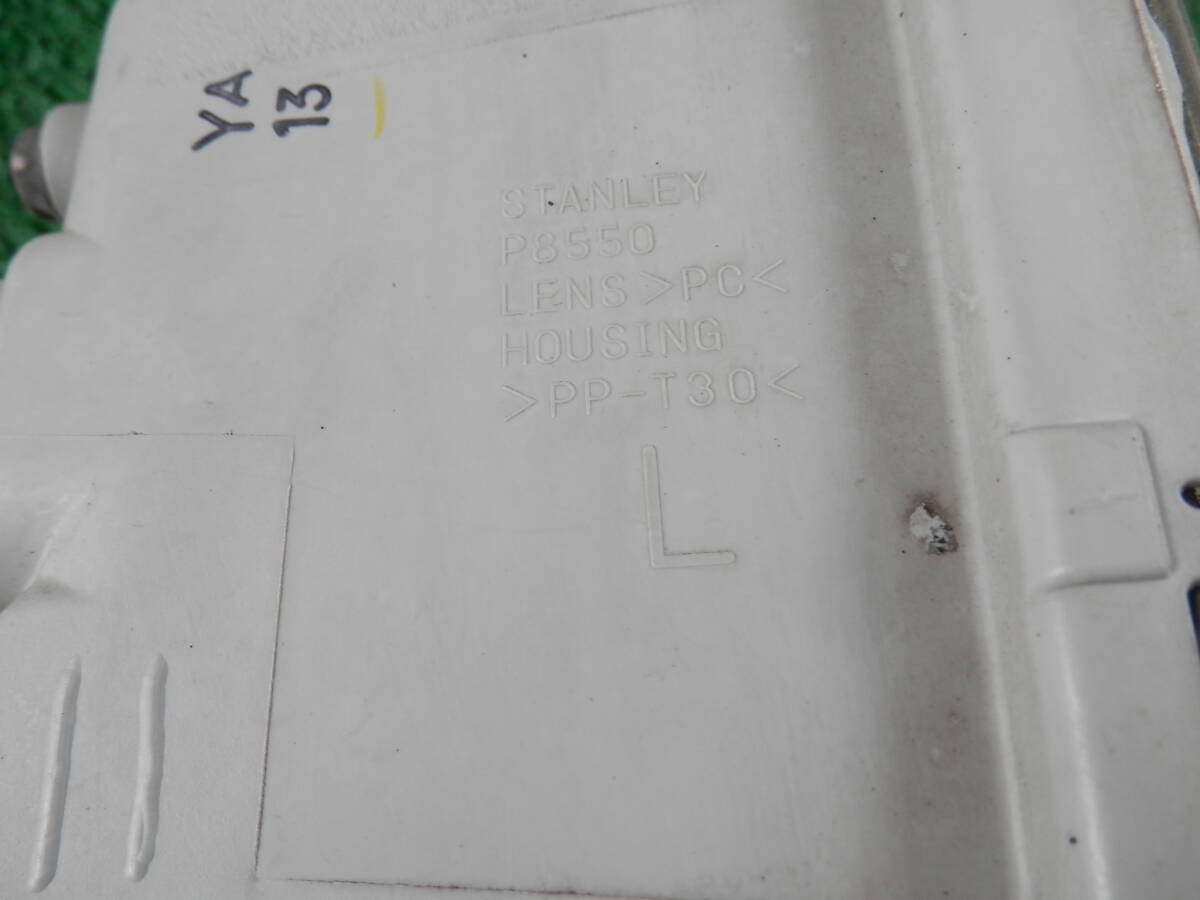 YA
13
STANLEY
P8550
LENS >PC<
HOUSING
>PP-T30<
L